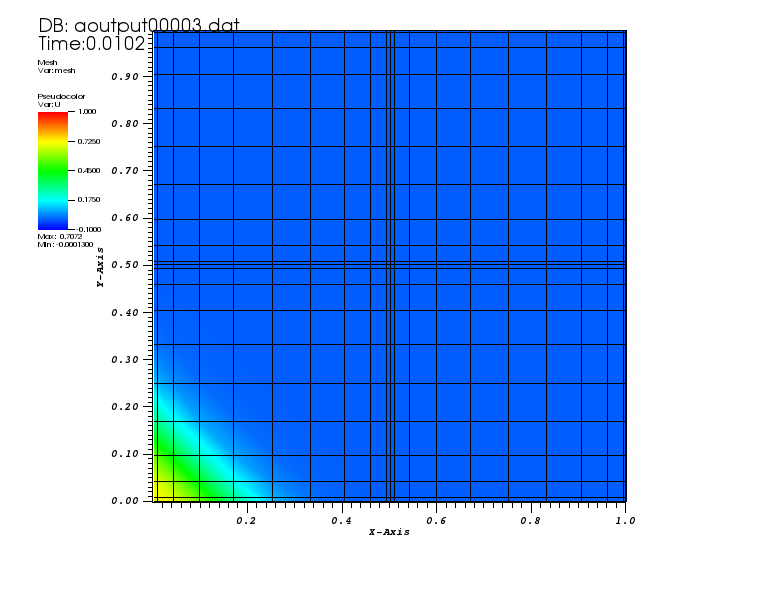 DB: aoutput00003.dat
Time:0.0102
Mesh
Var: mesh
Pseudocolor
Var: U
1.000
0.7250
0.4500
0.1750
-0.1000
Max: 0.7072
Min: -0.0001300
Y-Axis
0.90
0.80
0.70
0.60
0.50
0.40
0.30
0.20
0.10
0.00
0.2 0.4 0.6 0.8 1.0
X-Axis